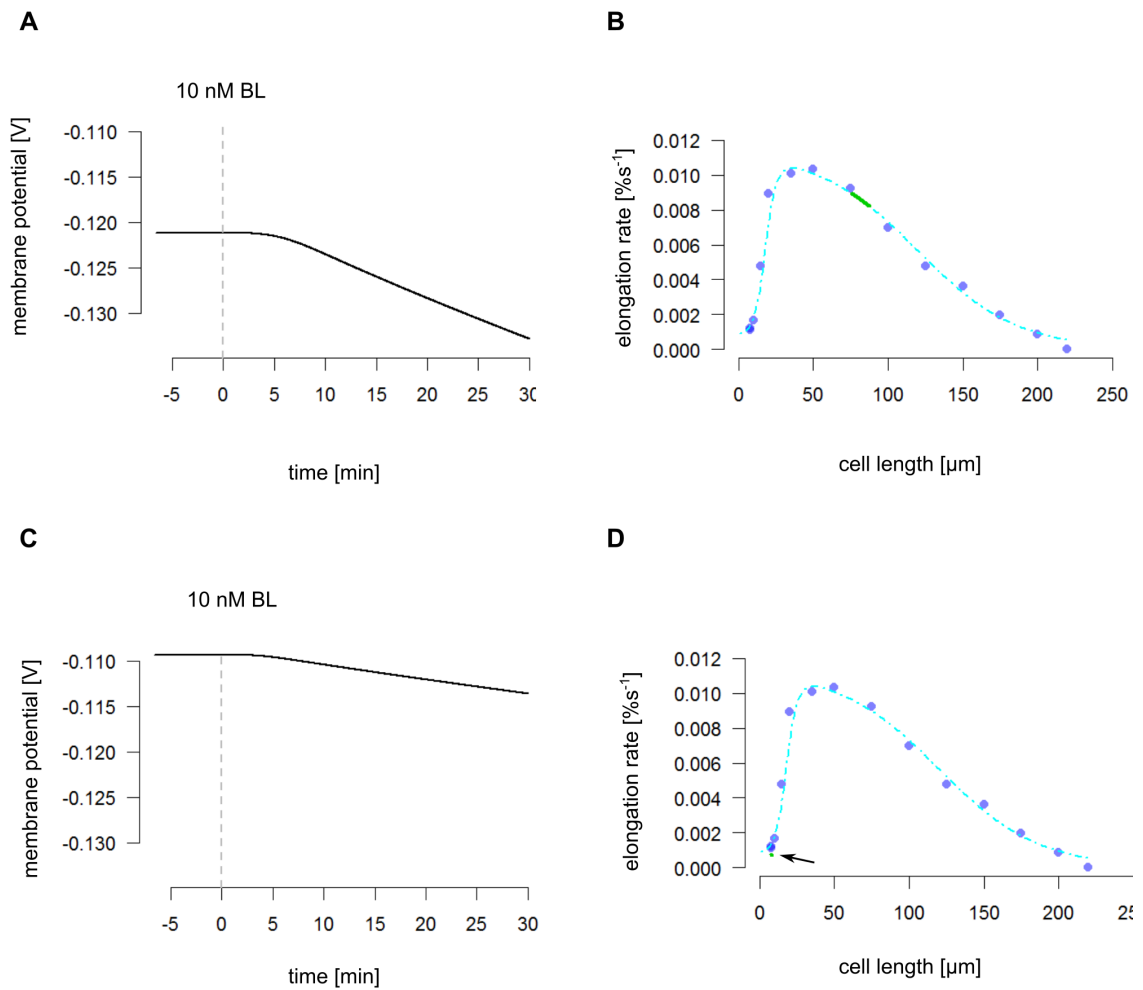 A
10 nM BL
membrane potential [V]
-0.110
-0.115
-0.120
-0.125
-0.130
-5 0 5 10 15 20 25 30
time [min]
B
elongation rate [%s⁻¹]
0.012
0.010
0.008
0.006
0.004
0.002
0.000
0 50 100 150 200 250
cell length [µm]
C
10 nM BL
membrane potential [V]
-0.110
-0.115
-0.120
-0.125
-0.130
-5 0 5 10 15 20 25 30
time [min]
D
elongation rate [%s⁻¹]
0.012
0.010
0.008
0.006
0.004
0.002
0.000
0 50 100 150 200 25
cell length [µm]